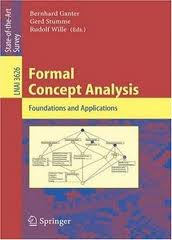 Bernhard Ganter
Gerd Stumme
Rudolf Wille (Eds.)
State-of-the-Art
Survey
LNAI 3626
Formal
Concept Analysis
Foundations and Applications
Springer